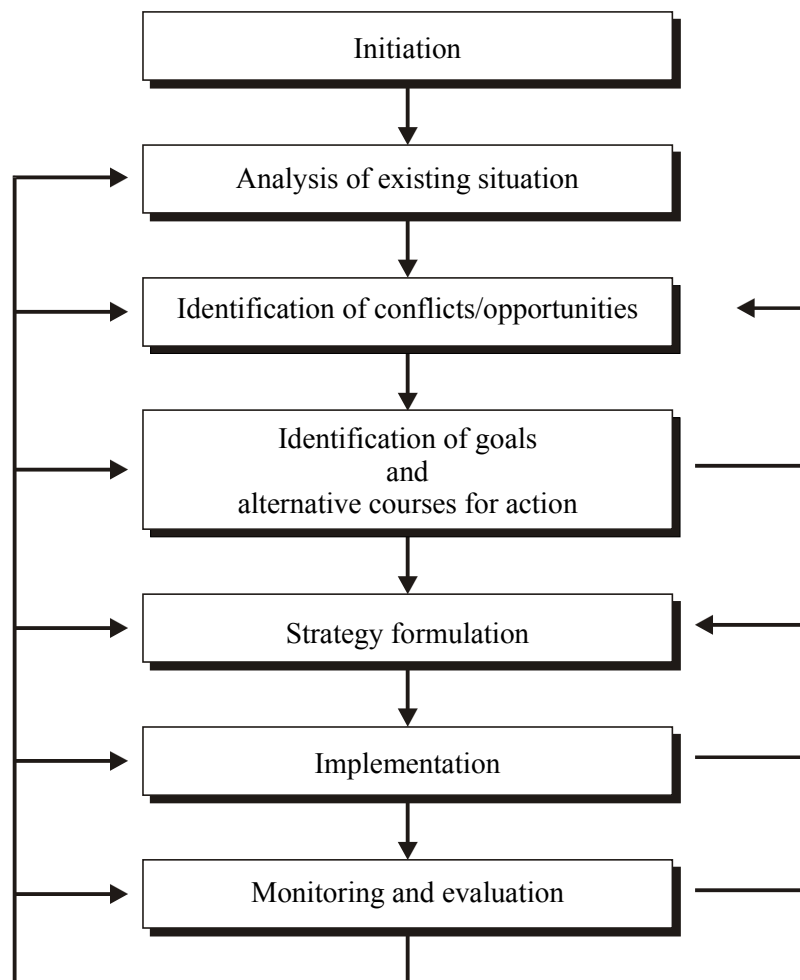 Initiation
Analysis of existing situation
Identification of conflicts/opportunities
Identification of goals
and
alternative courses for action
Strategy formulation
Implementation
Monitoring and evaluation